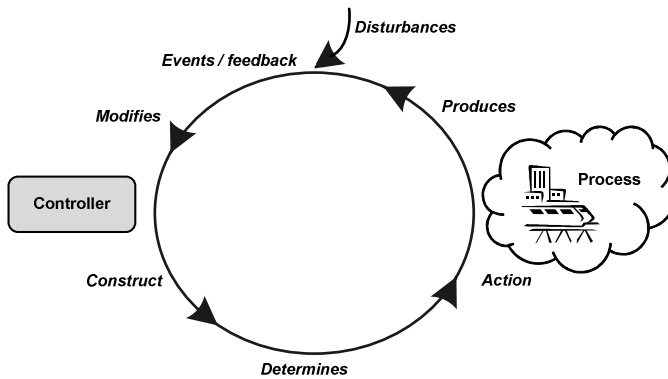 Disturbances
Events / feedback
Produces
Modifies
Process
Controller
Construct
Action
Determines